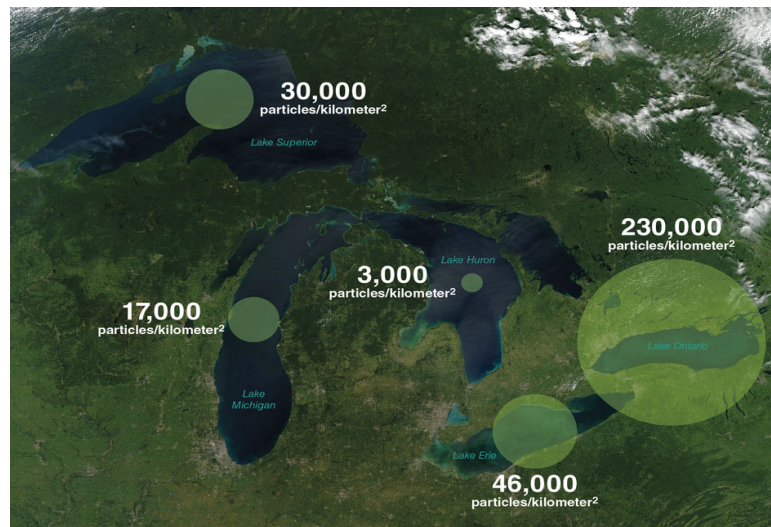 30,000
particles/kilometer²
Lake Superior
230,000
particles/kilometer²
Lake Huron
3,000
particles/kilometer²
17,000
particles/kilometer²
Lake Ontario
Lake
Michigan
Lake Erie
46,000
particles/kilometer²